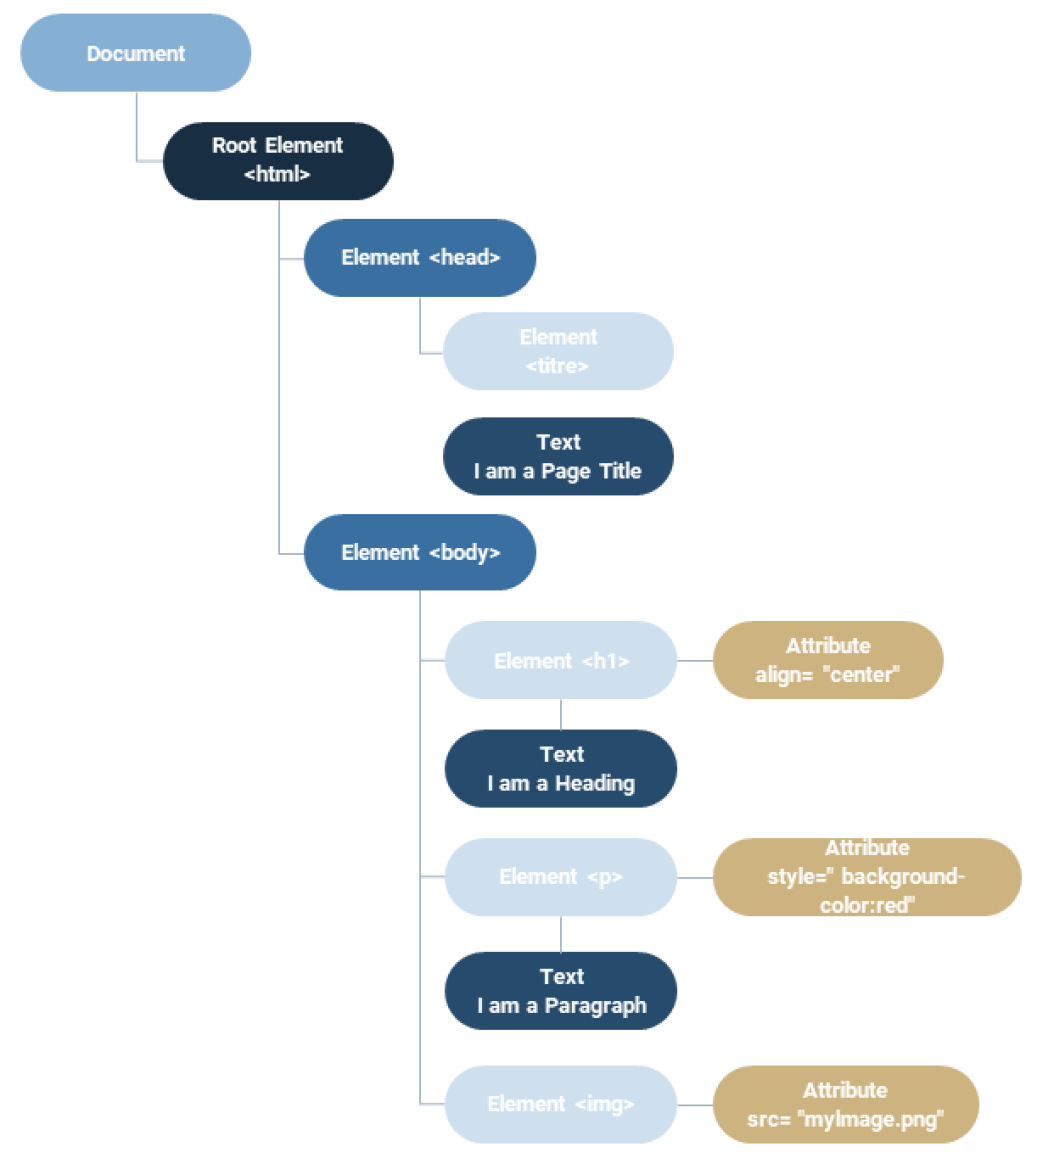 Document
Root Element
<html>
Element <head>
Element
<titre>
Text
I am a Page Title
Element <body>
Element <h1>
Attribute
align= "center"
Text
I am a Heading
Element <p>
Attribute
style=" background-
color:red"
Text
I am a Paragraph
Element <img>
Attribute
src= "myImage.png"